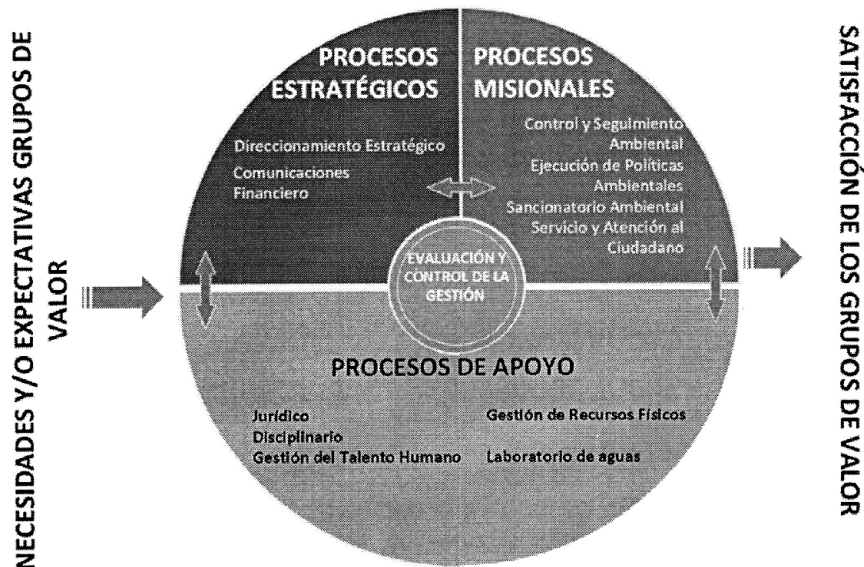 NECESIDADES Y/O EXPECTATIVAS GRUPOS DE
VALOR
PROCESOS
ESTRATÉGICOS
Direccionamiento Estratégico
Comunicaciones
Financiero
PROCESOS
MISIONALES
Control y Seguimiento
Ambiental
Ejecución de Políticas
Ambientales
Sancionatorio Ambiental
Servicio y Atención al
Ciudadano
EVALUACIÓN Y
CONTROL DE LA
GESTIÓN
PROCESOS DE APOYO
Jurídico
Disciplinario
Gestión del Talento Humano
Gestión de Recursos Físicos
Laboratorio de aguas
SATISFACCIÓN DE LOS GRUPOS DE VALOR